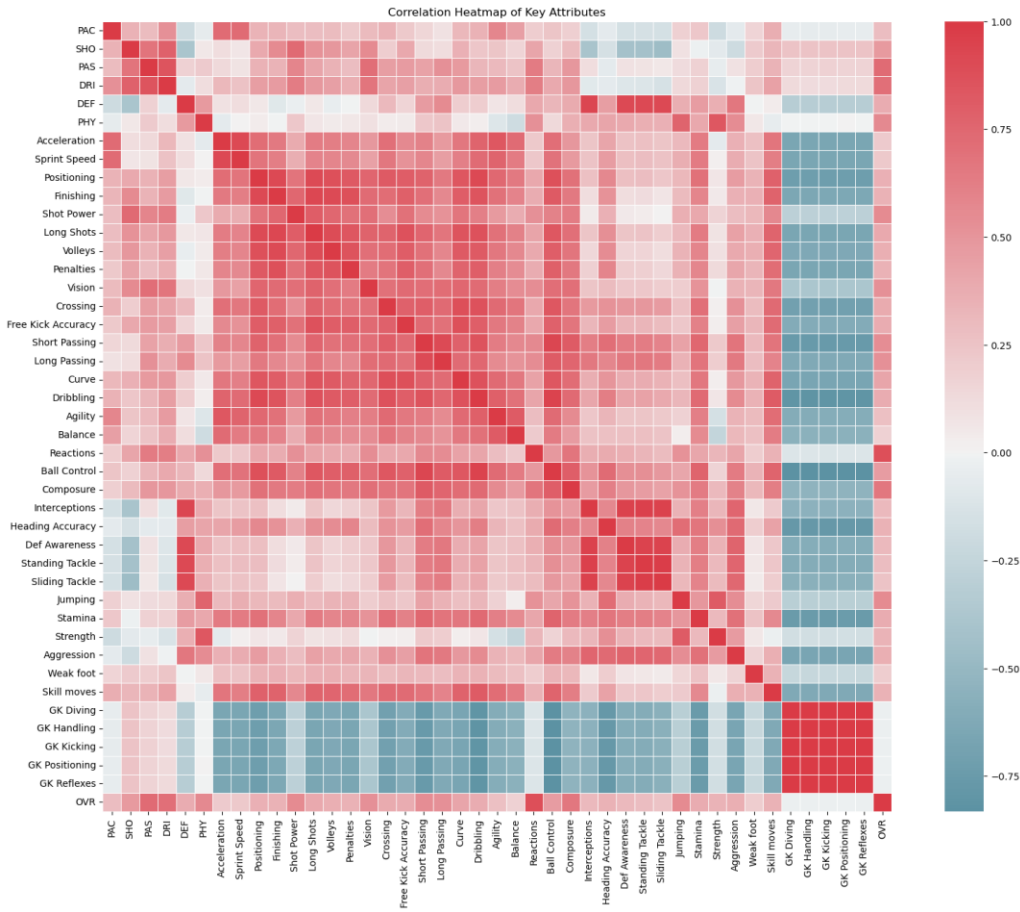 Correlation Heatmap of Key Attributes
PAC
SHO
PAS
DRI
DEF
PHY
Acceleration
Sprint Speed
Positioning
Finishing
Shot Power
Long Shots
Volleys
Penalties
Vision
Crossing
Free Kick Accuracy
Short Passing
Long Passing
Curve
Dribbling
Agility
Balance
Reactions
Ball Control
Composure
Interceptions
Heading Accuracy
Def Awareness
Standing Tackle
Sliding Tackle
Jumping
Stamina
Strength
Aggression
Weak foot
Skill moves
GK Diving
GK Handling
GK Kicking
GK Positioning
GK Reflexes
OVR
PAC
SHO
PAS
DRI
DEF
PHY
Acceleration
Sprint Speed
Positioning
Finishing
Shot Power
Long Shots
Volleys
Penalties
Vision
Crossing
Free Kick Accuracy
Short Passing
Long Passing
Curve
Dribbling
Agility
Balance
Reactions
Ball Control
Composure
Interceptions
Heading Accuracy
Def Awareness
Standing Tackle
Sliding Tackle
Jumping
Stamina
Strength
Aggression
Weak foot
Skill moves
GK Diving
GK Handling
GK Kicking
GK Positioning
GK Reflexes
OVR
1.00
0.75
0.50
0.25
0.00
−0.25
−0.50
−0.75